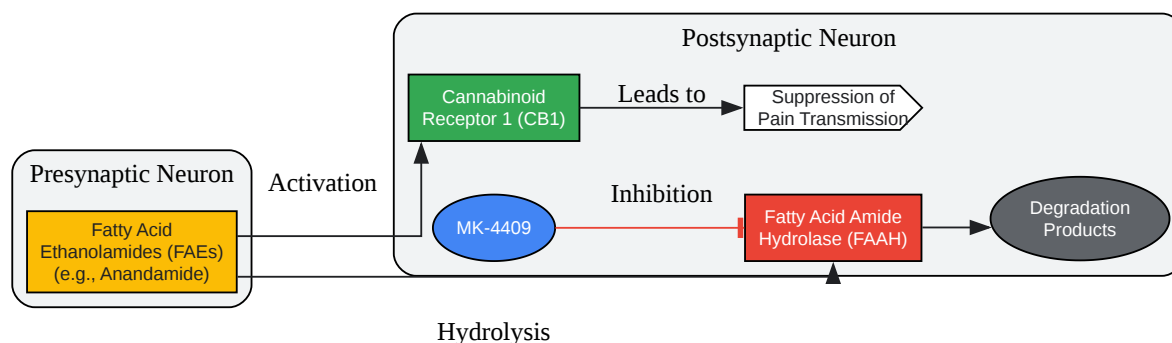 Postsynaptic Neuron
Cannabinoid
Receptor 1 (CB1)
Leads to
Suppression of
Pain Transmission
Presynaptic Neuron
Activation
Fatty Acid
Ethanolamides (FAEs)
(e.g., Anandamide)
MK-4409
Inhibition
Fatty Acid Amide
Hydrolase (FAAH)
Degradation
Products
Hydrolysis